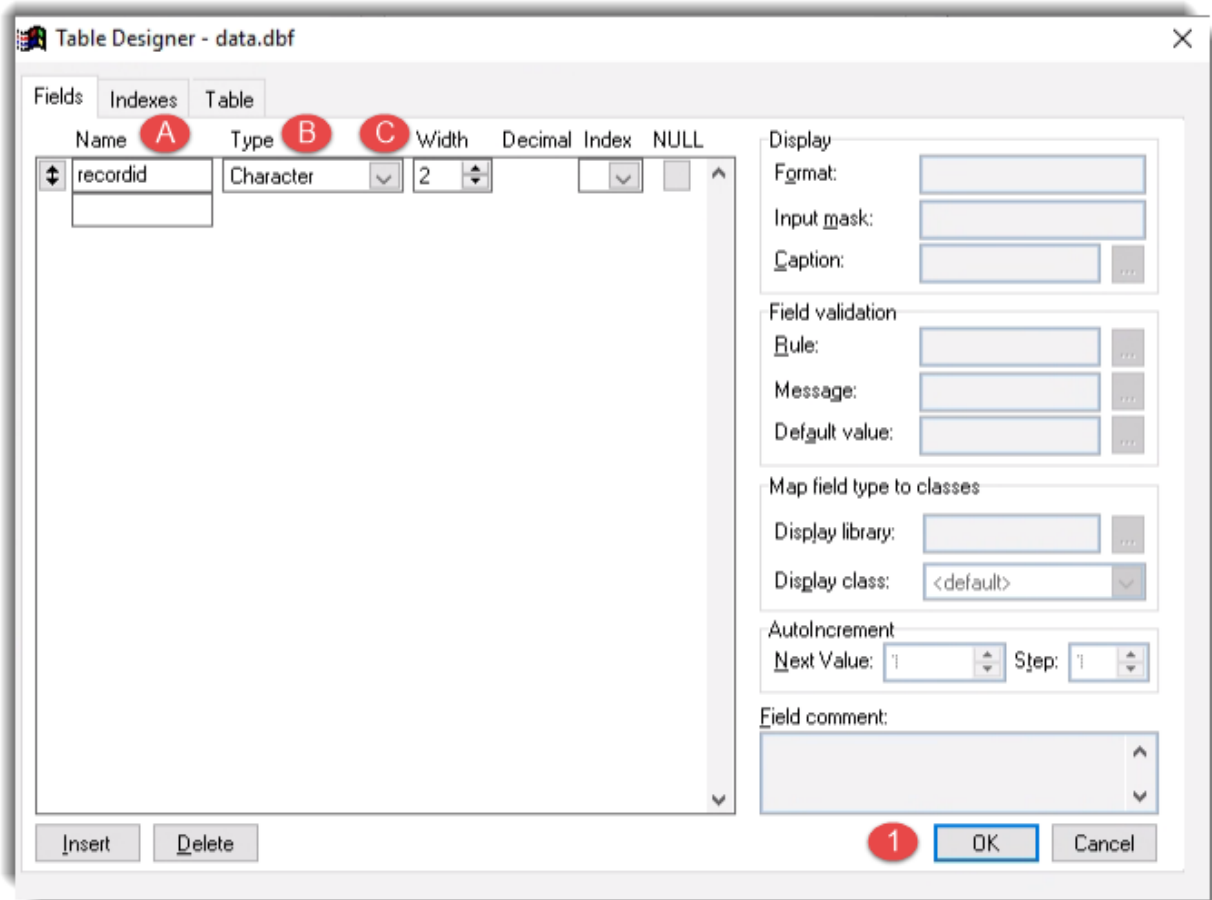 Table Designer - data.dbf
Fields Indexes Table
Name A Type B C Width Decimal Index NULL
recordid Character 2
Display
Format:
Input mask:
Caption:
...
Field validation
Rule:
...
Message:
...
Default value:
...
Map field type to classes
Display library:
...
Display class: <default>
AutoIncrement
Next Value: 1 Step: 1
Field comment:
Insert Delete 1 OK Cancel